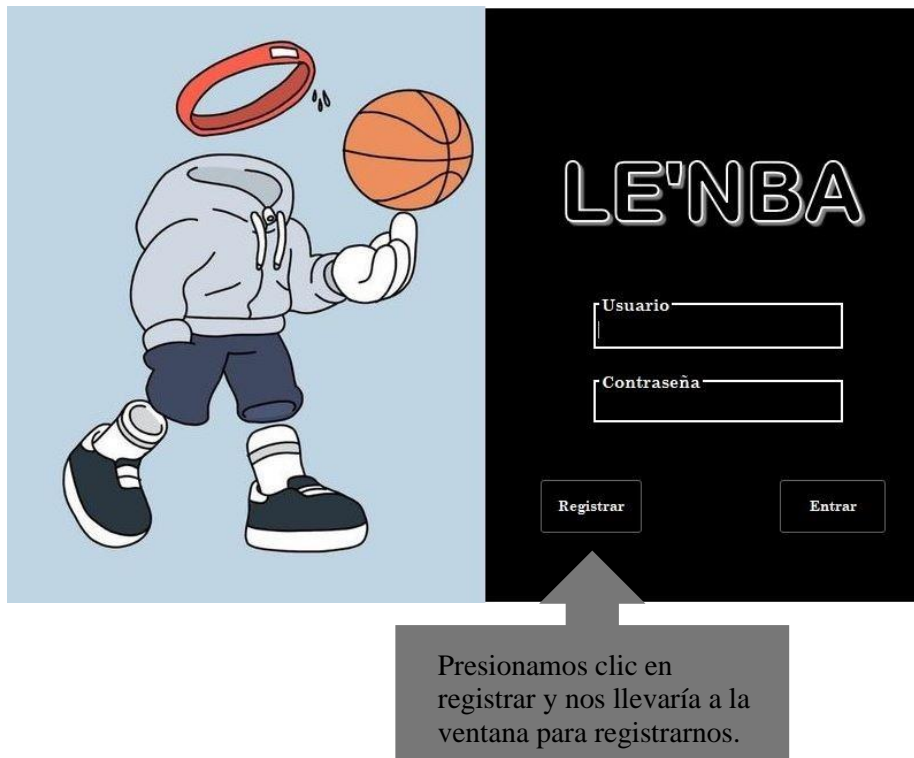 LE'NBA
Usuario
Contraseña
Registrar
Entrar
Presionamos clic en
registrar y nos llevaría a la
ventana para registrarnos.